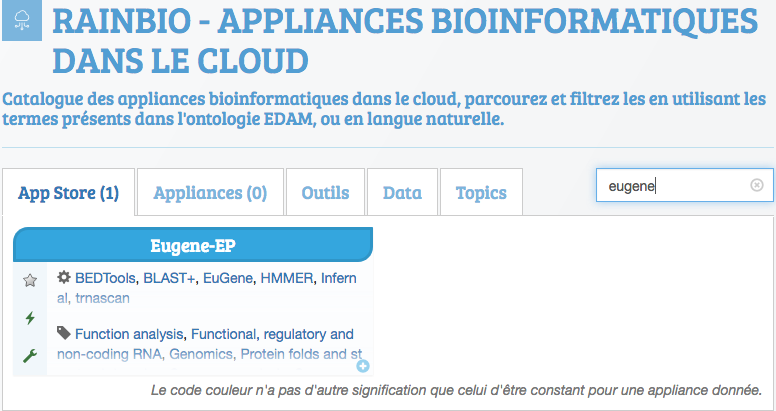 RAINBIO - APPLIANCES BIOINFORMATIQUES
DANS LE CLOUD
Catalogue des appliances bioinformatiques dans le cloud, parcourez et filtrez les en utilisant les
termes présents dans l'ontologie EDAM, ou en langue naturelle.
App Store (1) Appliances (0) Outils Data Topics eugene
Eugene-EP
BEDTools, BLAST+, EuGene, HMMER, Infern
al, trnascan
Function analysis, Functional, regulatory and
non-coding RNA, Genomics, Protein folds and st
Le code couleur n'a pas d'autre signification que celui d'être constant pour une appliance donnée.